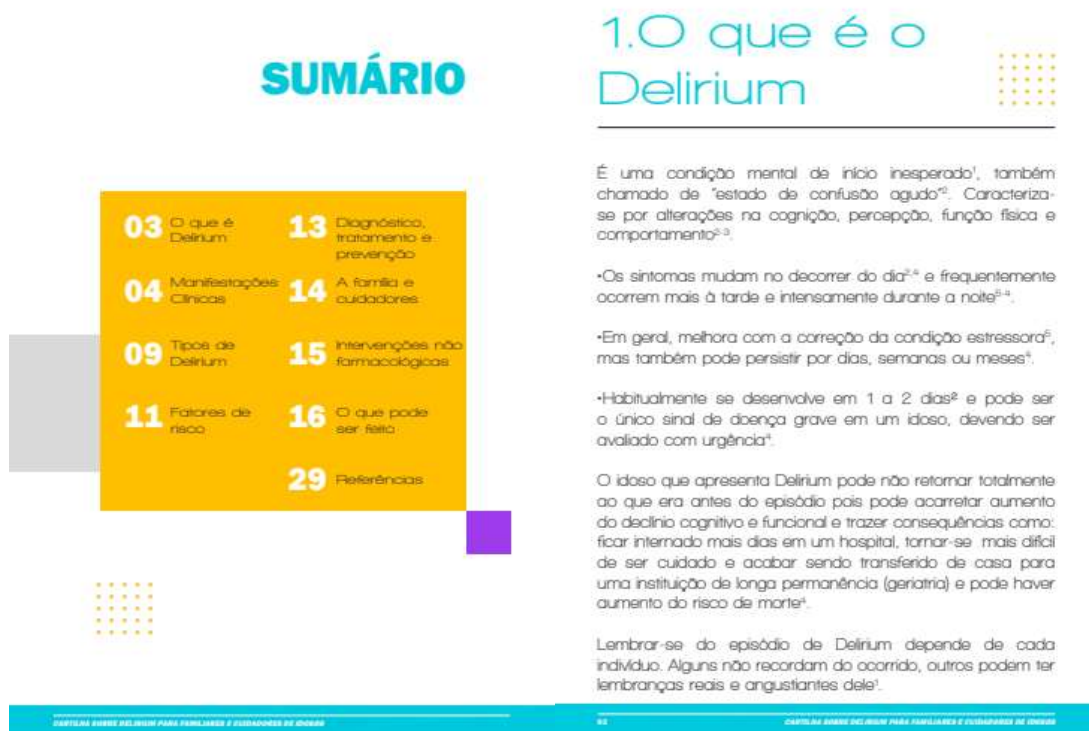 SUMÁRIO
03 O que é
Delirium
04 Manifestações
Clínicas
09 Tipos de
Delirium
11 Fatores de
risco
13 Diagnóstico,
tratamento e
prevenção
14 A família e
cuidadores
15 Intervenções não
farmacológicas
16 O que pode
ser feito
29 Referências
CARTILHA SOBRE DELIRIUM PARA FAMILIARES E CUIDADORES DE IDOSOS
1.O que é o
Delirium
É uma condição mental de início inesperado¹, também
chamado de "estado de confusão agudo"². Caracteriza-
se por alterações na cognição, percepção, função física e
comportamento²·³.
•Os sintomas mudam no decorrer do dia²·⁴ e frequentemente
ocorrem mais à tarde e intensamente durante a noite
•Em geral, melhora com a correção da condição estressora⁵,
mas também pode persistir por dias, semanas ou meses⁴.
•Habitualmente se desenvolve em 1 a 2 dias² e pode ser
o único sinal de doença grave em um idoso, devendo ser
avaliado com urgência⁴.
O idoso que apresenta Delirium pode não retornar totalmente
ao que era antes do episódio pois pode acarretar aumento
do declínio cognitivo e funcional e trazer consequências como:
ficar internado mais dias em um hospital, tornar-se mais difícil
de ser cuidado e acabar sendo transferido de casa para
uma instituição de longa permanência (geriatria) e pode haver
aumento do risco de morte⁴.
Lembrar-se do episódio de Delirium depende de cada
indivíduo. Alguns não recordam do ocorrido, outros podem ter
lembranças reais e angustiantes dele¹.
CARTILHA SOBRE DELIRIUM PARA FAMILIARES E CUIDADORES DE IDOSOS